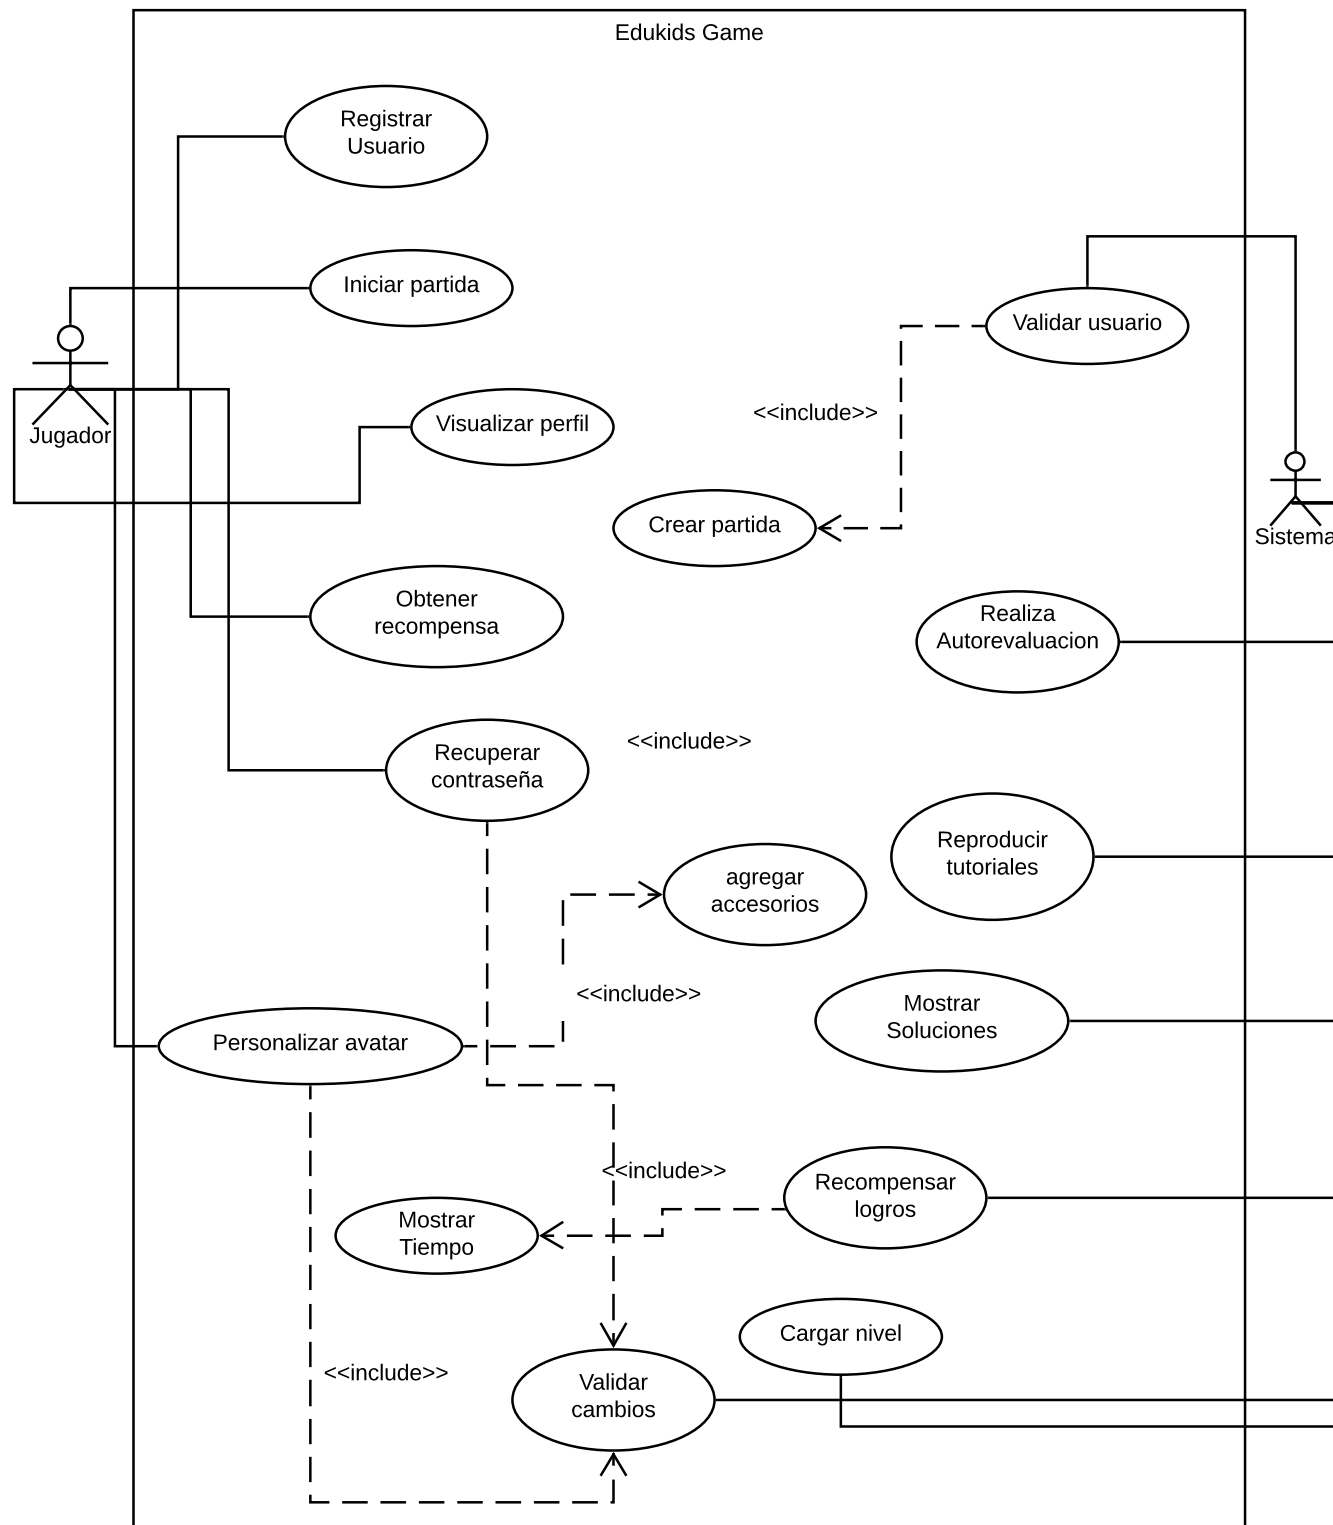 Edukids Game
Registrar
Usuario
Iniciar partida
Validar usuario
<<include>>
Visualizar perfil
Jugador
Crear partida
Sistema
Obtener
recompensa
Realiza
Autorevaluacion
<<include>>
Recuperar
contraseña
Reproducir
tutoriales
agregar
accesorios
<<include>>
Mostrar
Soluciones
Personalizar avatar
<<include>>
Recompensar
logros
Mostrar
Tiempo
Cargar nivel
<<include>>
Validar
cambios